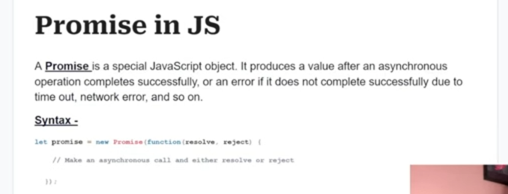 Promise in JS
A Promise is a special JavaScript object. It produces a value after an asynchronous
operation completes successfully, or an error if it does not complete successfully due to
time out, network error, and so on.
Syntax -
let promise = new Promise(function(resolve, reject) {
// Make an asynchronous call and either resolve or reject
});